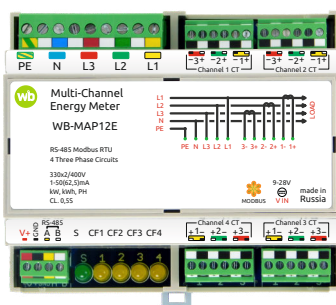 -3+ -2+ -1+
-3+ -2+ -1+
PE N L3 L2 L1
Channel 1 CT
Channel 2 CT
wb
Multi-Channel
Energy Meter
WB-MAP12E
RS-485 Modbus RTU
4 Three Phase Circuits
330x2/400V
1-50(62,5)mA
kW, kWh, PH
CL. 0,5S
L1
L2
L3
N
PE
LOAD
PE N L3 L2 L1 3- 3+ 2- 2+ 1- 1+
MODBUS
9-28V
V IN
made in
Russia
RS-485
V+ GND A B S CF1 CF2 CF3 CF4
Channel 4 CT
+1- +2- +3-
Channel 3 CT
+1- +2- +3-
S 1 2 3 4